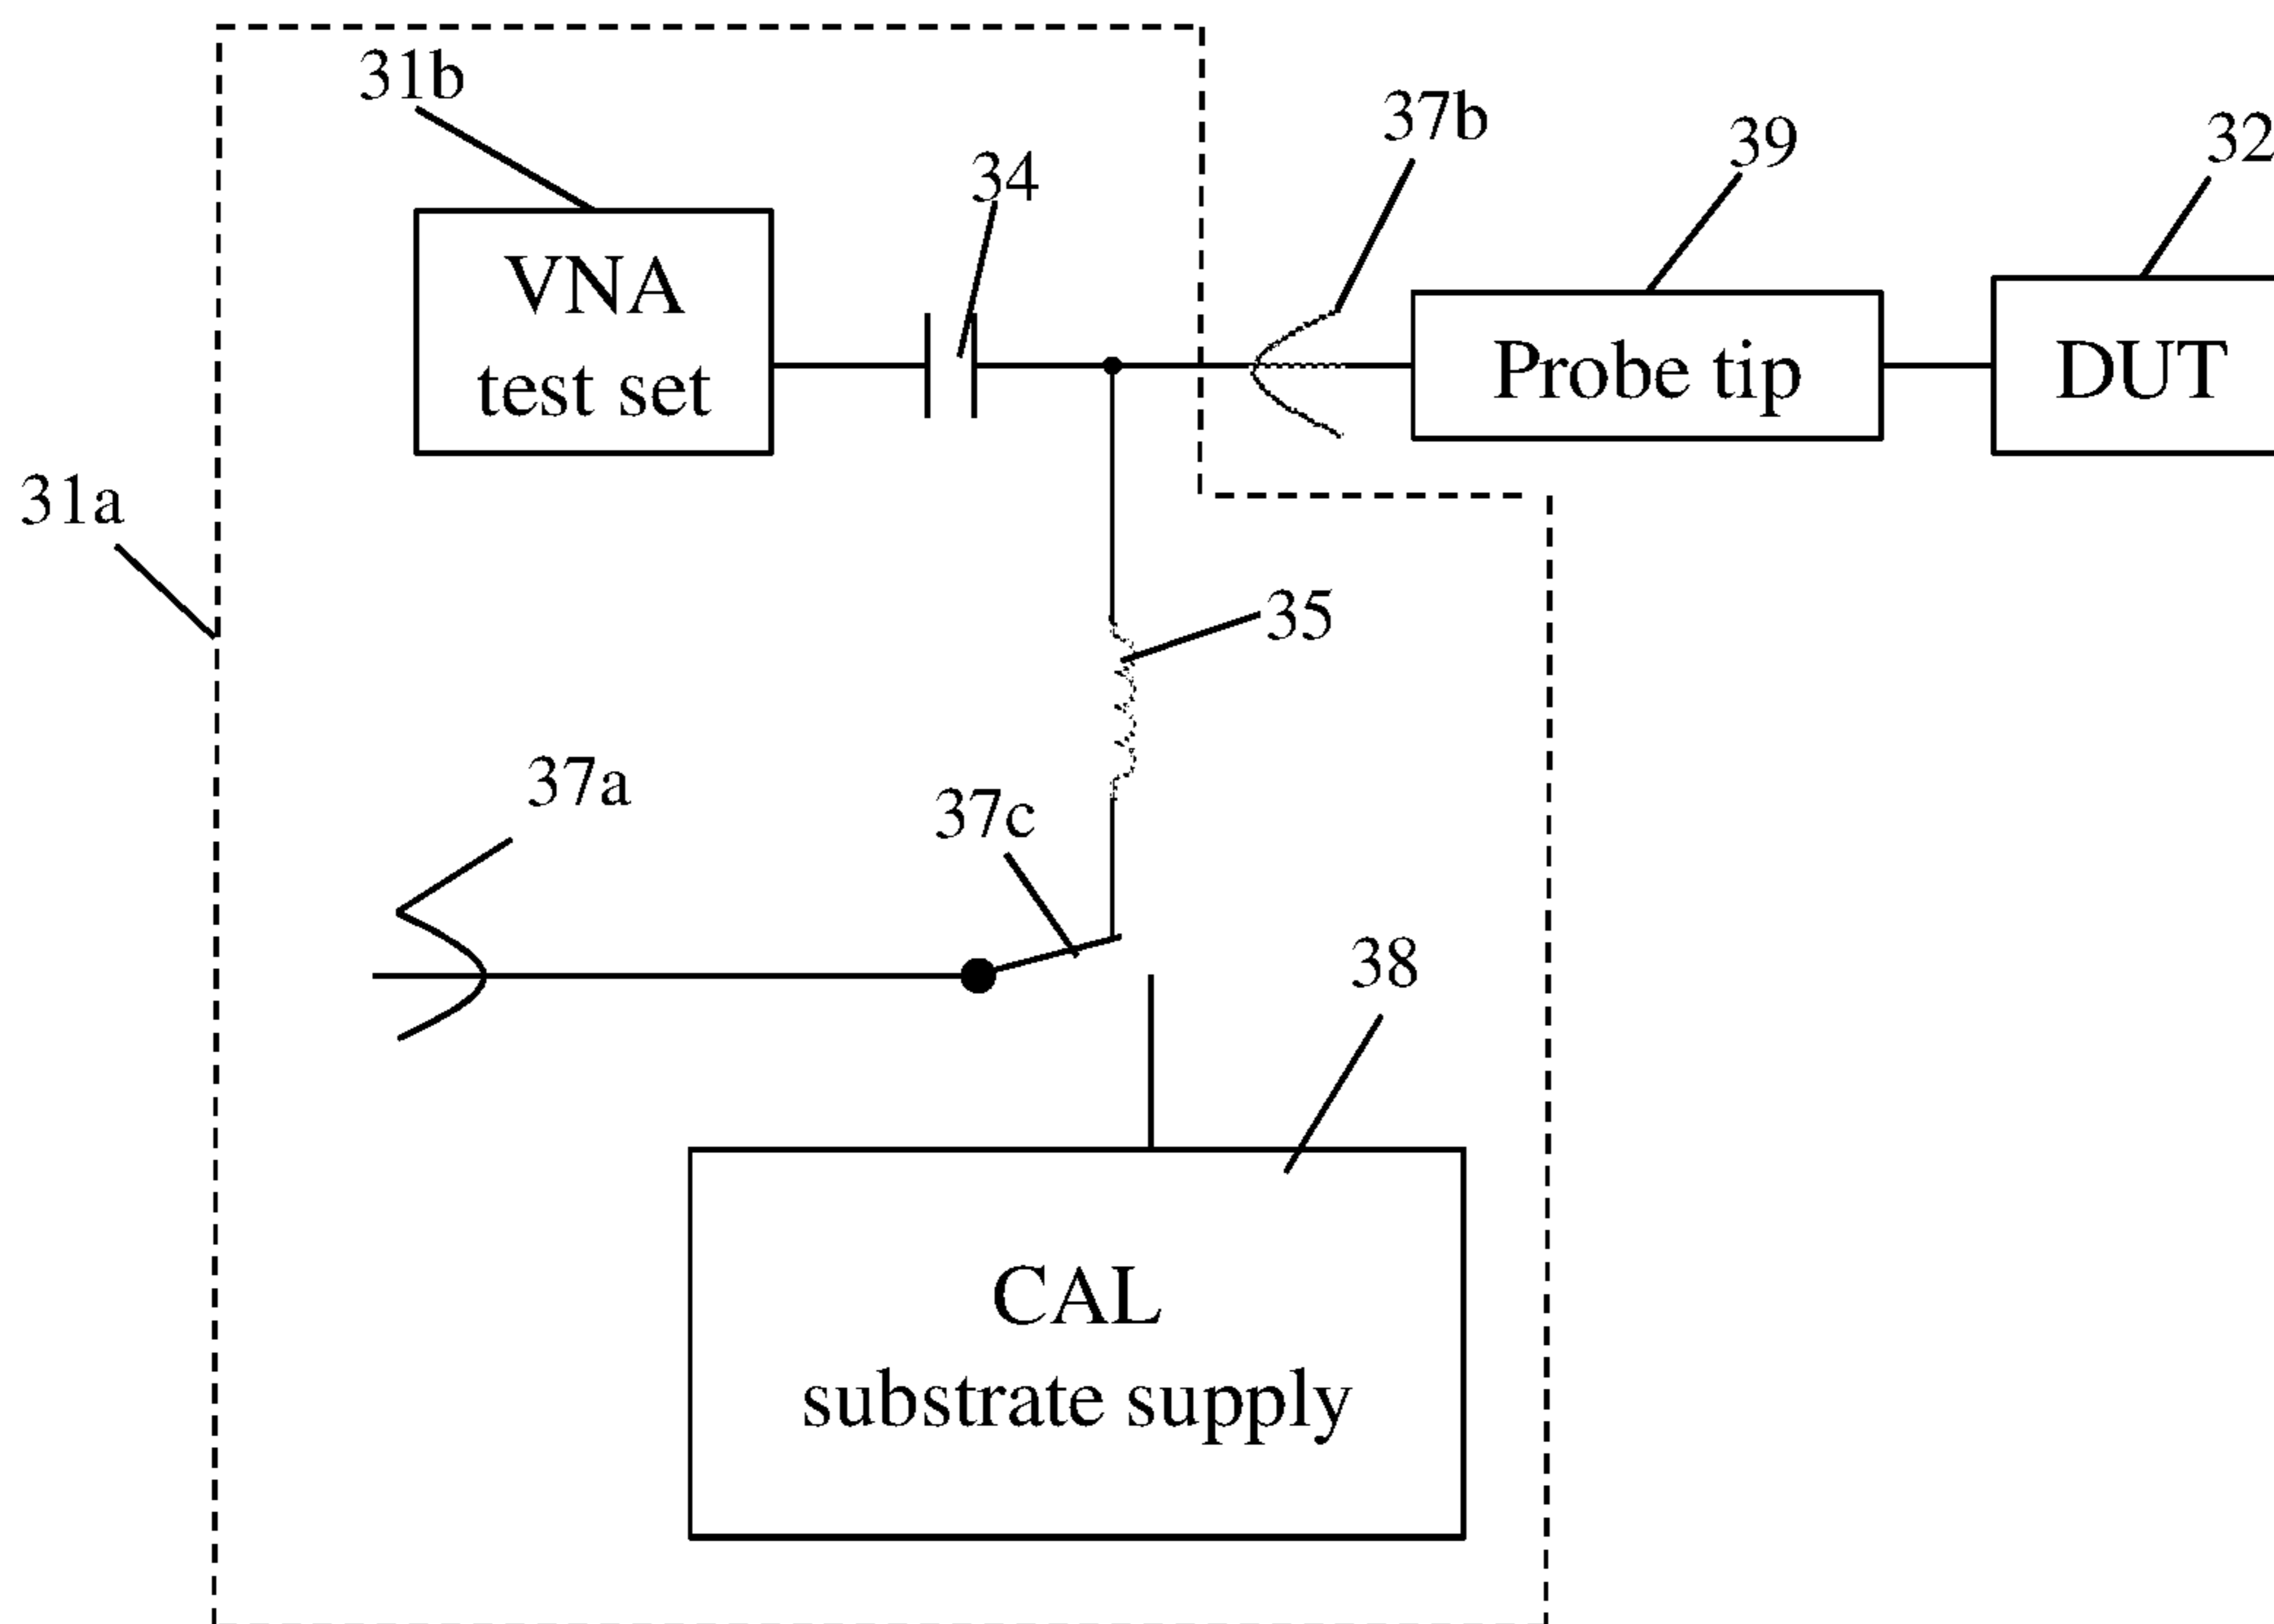 31b
37b
39
32
34
VNA
test set
Probe tip
DUT
31a
35
37a
37c
38
CAL
substrate supply